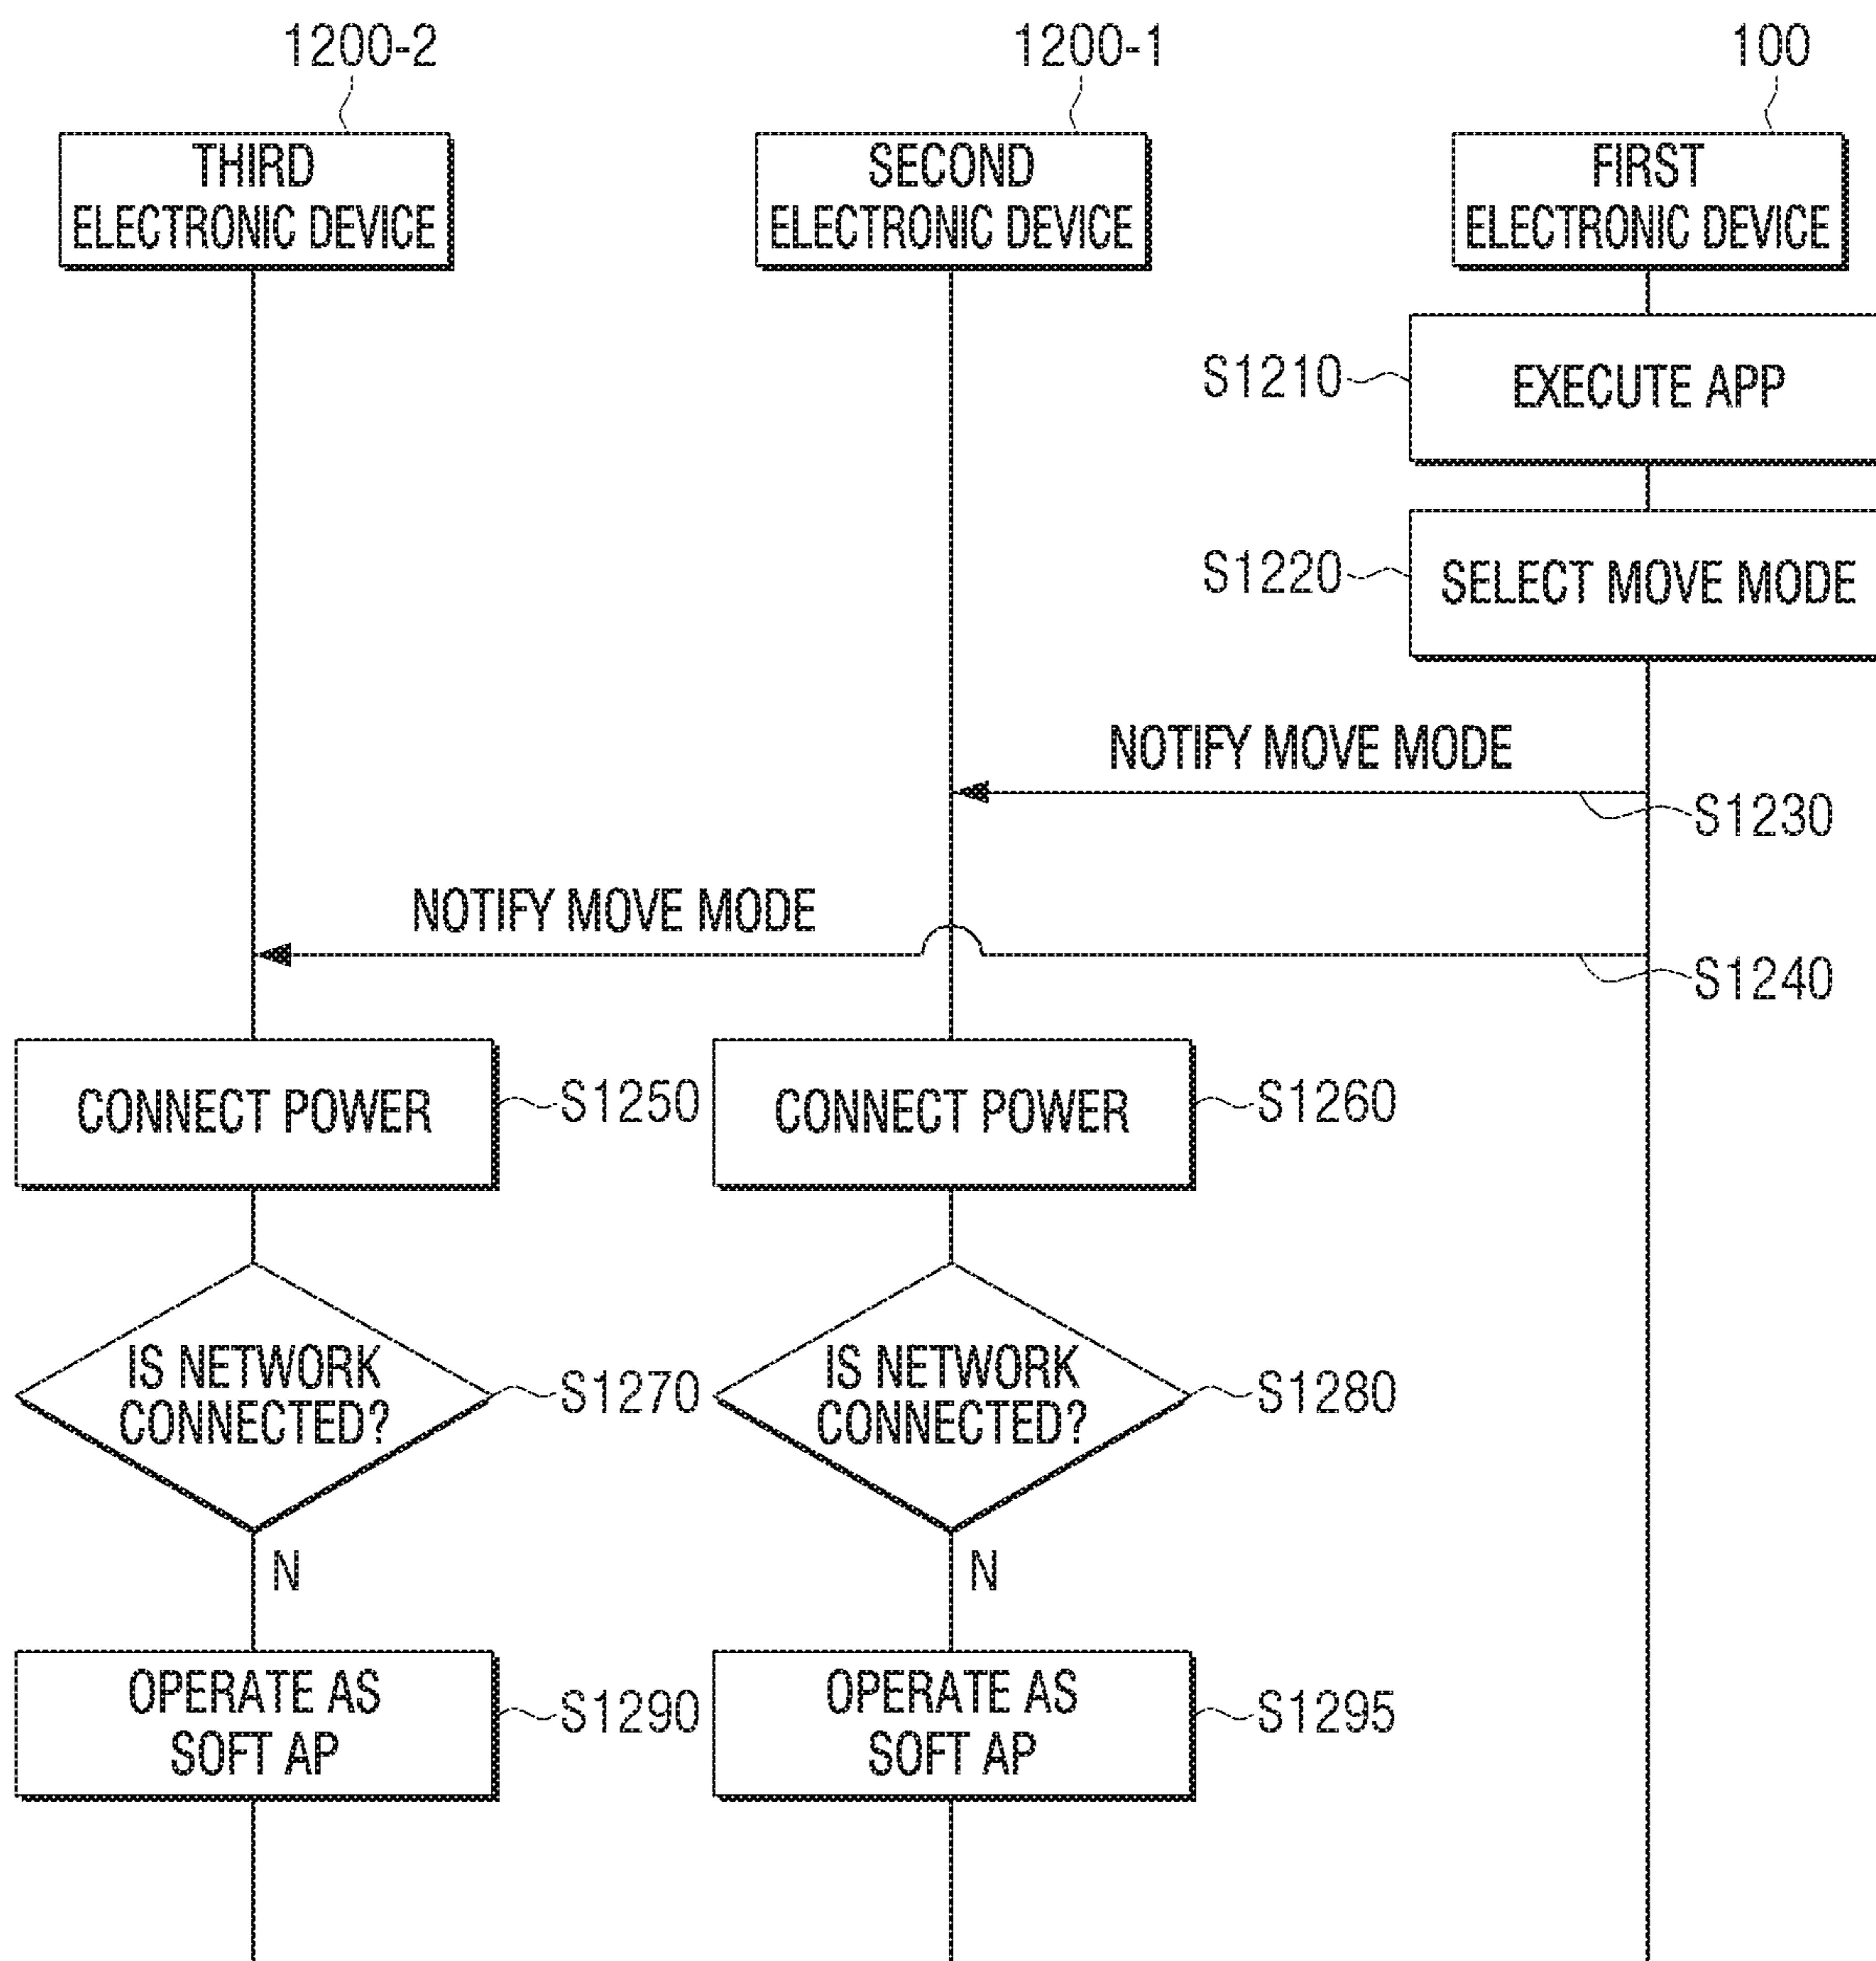 1200-2
1200-1
100
THIRD
ELECTRONIC DEVICE
SECOND
ELECTRONIC DEVICE
FIRST
ELECTRONIC DEVICE
S1210
EXECUTE APP
S1220
SELECT MOVE MODE
NOTIFY MOVE MODE
S1230
NOTIFY MOVE MODE
S1240
CONNECT POWER
S1250
CONNECT POWER
S1260
IS NETWORK
CONNECTED?
S1270
IS NETWORK
CONNECTED?
S1280
N
N
OPERATE AS
SOFT AP
S1290
OPERATE AS
SOFT AP
S1295